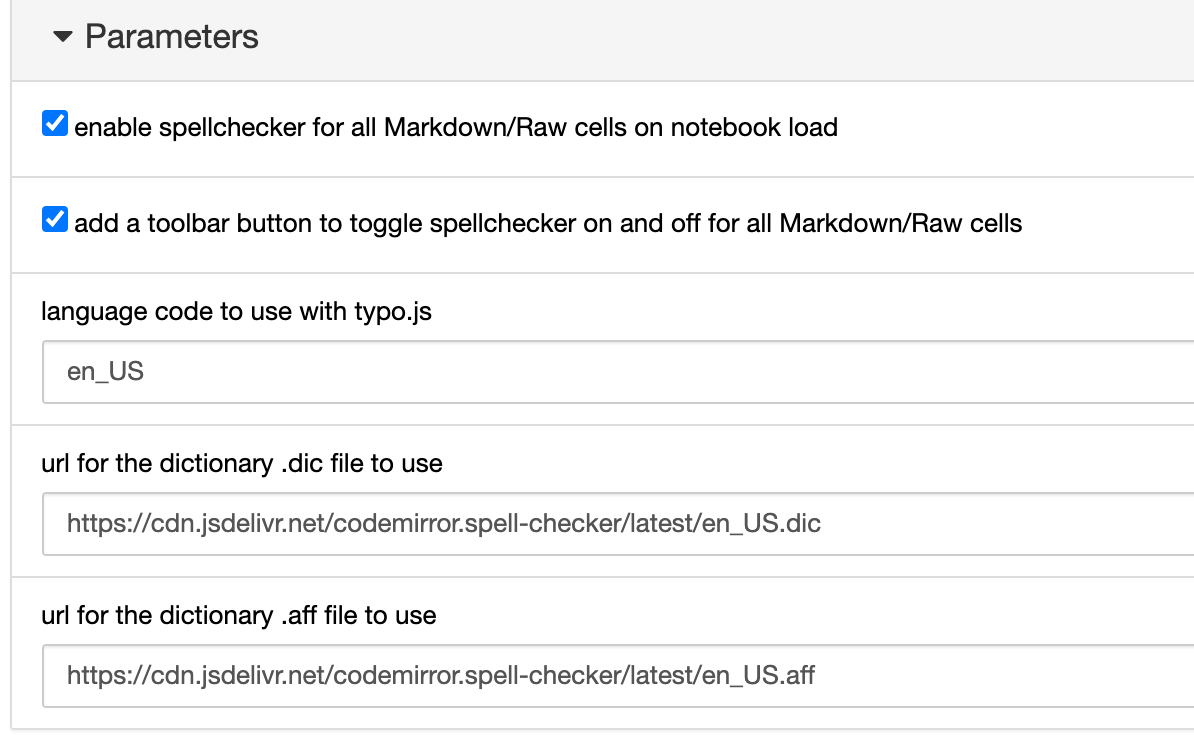 Parameters
enable spellchecker for all Markdown/Raw cells on notebook load
add a toolbar button to toggle spellchecker on and off for all Markdown/Raw cells
language code to use with typo.js
en_US
url for the dictionary .dic file to use
https://cdn.jsdelivr.net/codemirror.spell-checker/latest/en_US.dic
url for the dictionary .aff file to use
https://cdn.jsdelivr.net/codemirror.spell-checker/latest/en_US.aff